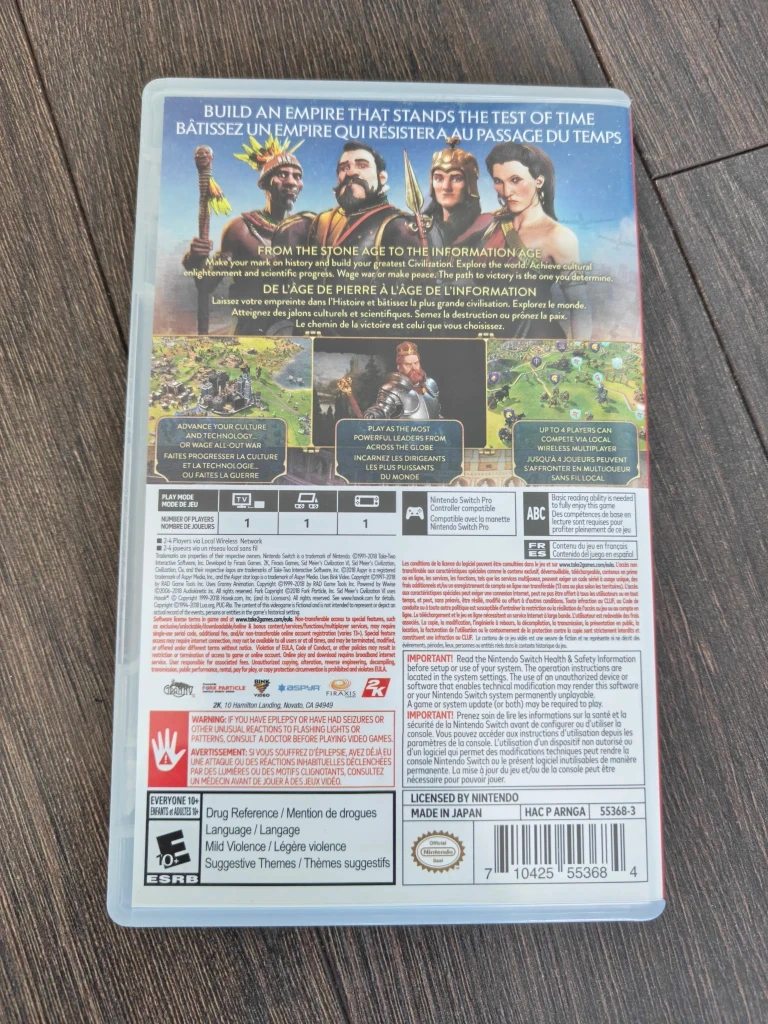 BUILD AN EMPIRE THAT STANDS THE TEST OF TIME
BÂTISSEZ UN EMPIRE QUI RÉSISTERA AU PASSAGE DU TEMPS
FROM THE STONE AGE TO THE INFORMATION AGE
Make your mark on history and build your greatest Civilization. Explore the world. Achieve cultural
enlightenment and scientific progress. Wage war or make peace. The path to victory is the one you determine.
DE L'ÂGE DE PIERRE À L'ÂGE DE L'INFORMATION
Laissez votre empreinte dans l'Histoire et bâtissez la plus grande civilisation. Explorez le monde.
Atteignez des jalons culturels et scientifiques. Semez la destruction ou prônez la paix.
Le chemin de la victoire est celui que vous choisissez.
ADVANCE YOUR CULTURE
AND TECHNOLOGY...
OR WAGE ALL-OUT WAR
FAITES PROGRESSER LA CULTURE
ET LA TECHNOLOGIE...
OU FAITES LA GUERRE
PLAY AS THE MOST
POWERFUL LEADERS FROM
ACROSS THE GLOBE
INCARNEZ LES DIRIGEANTS
LES PLUS PUISSANTS
DU MONDE
UP TO 4 PLAYERS CAN
COMPETE VIA LOCAL
WIRELESS MULTIPLAYER
JUSQU'À 4 JOUEURS PEUVENT
S'AFFRONTER EN MULTIJOUEUR
SANS FIL LOCAL
PLAY MODE
MODE DE JEU
TV
NUMBER OF PLAYERS
NOMBRE DE JOUEURS
1
1
1
Nintendo Switch Pro
Controller compatible
Compatible avec la manette
Nintendo Switch Pro
ABC
Basic reading ability is needed
to fully enjoy this game
Des compétences de base en
lecture sont requises pour
profiter pleinement de ce jeu
FR
ES
Contenu du jeu en français
Contenido del juego en español
2-4 Players via Local Wireless Network
2-4 joueurs via un réseau local sans fil
GRANITY
FORK PARTICLE
BINK VIDEO
ASPYR
FIRAXIS
2K
2K, 10 Hamilton Landing, Novato, CA 94949
WARNING: IF YOU HAVE EPILEPSY OR HAVE HAD SEIZURES OR
OTHER UNUSUAL REACTIONS TO FLASHING LIGHTS OR
PATTERNS, CONSULT A DOCTOR BEFORE PLAYING VIDEO GAMES.
AVERTISSEMENT: SI VOUS SOUFFREZ D'ÉPILEPSIE, AVEZ DÉJÀ EU
UNE ATTAQUE OU DES RÉACTIONS INHABITUELLES DÉCLENCHÉES
PAR DES LUMIÈRES OU DES MOTIFS CLIGNOTANTS, CONSULTEZ
UN MÉDECIN AVANT DE JOUER À DES JEUX VIDÉO.
IMPORTANT! Read the Nintendo Switch Health & Safety Information
before setup or use of your system. The operation instructions are
located in the system settings. The use of an unauthorized device or
software that enables technical modification may render this game
or your Nintendo Switch system permanently unplayable.
A game or system update (or both) may be required to play.
IMPORTANT! Prenez soin de lire les informations sur la santé et la
sécurité de la Nintendo Switch avant de configurer ou d'utiliser la
console. Vous pouvez accéder aux instructions d'utilisation depuis les
paramètres de la console. L'utilisation d'un dispositif non autorisé ou
d'un logiciel qui permet des modifications techniques peut rendre la
console Nintendo Switch ou le présent logiciel inutilisables de manière
permanente. La mise à jour du jeu et/ou de la console peut être
nécessaire pour pouvoir jouer.
EVERYONE 10+
ENFANTS et ADULTES 10+
E
10+
ESRB
Drug Reference / Mention de drogues
Language / Langage
Mild Violence / Légère violence
Suggestive Themes / Thèmes suggestifs
LICENSED BY NINTENDO
MADE IN JAPAN
HAC P ARNGA
55368-3
Official
Nintendo
Seal
7 10425 55368 4